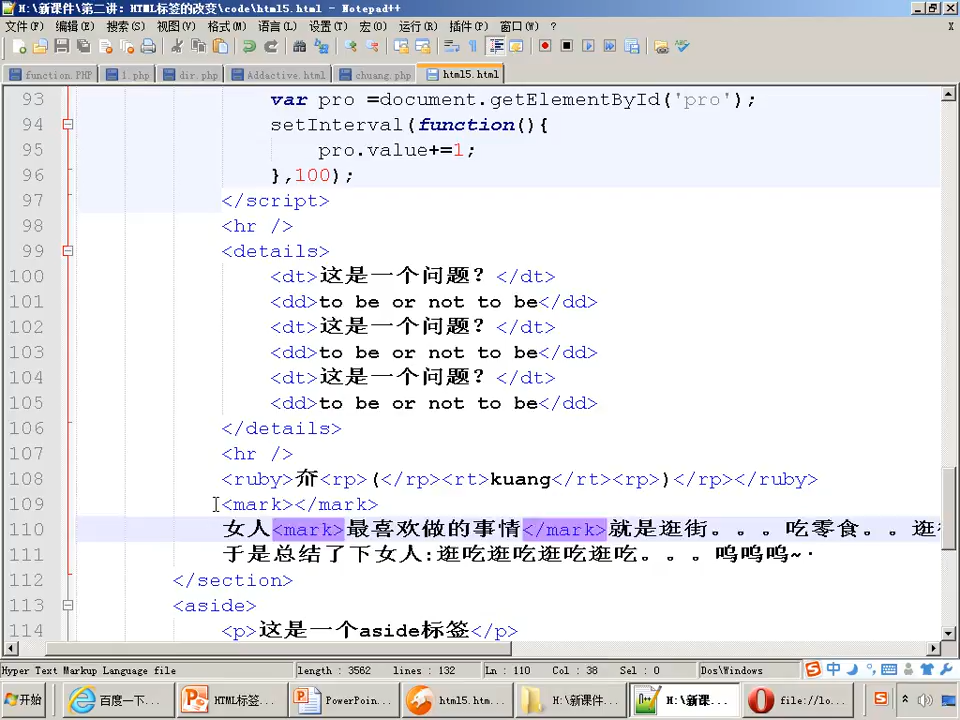 H:\新课件\第二讲：HTML标签的改变\code\html5.html - Notepad++
文件(F) 编辑(E) 搜索(S) 视图(V) 格式(M) 语言(L) 设置(T) 宏(O) 运行(R) 插件(P) 窗口(W) ? X
function.PHP 1.php dir.php Addactive.html chuang.php html5.html
93 var pro =document.getElementById('pro');
94 setInterval(function(){
95 pro.value+=1;
96 },100);
97 </script>
98 <hr />
99 <details>
100 <dt>这是一个问题？</dt>
101 <dd>to be or not to be</dd>
102 <dt>这是一个问题？</dt>
103 <dd>to be or not to be</dd>
104 <dt>这是一个问题？</dt>
105 <dd>to be or not to be</dd>
106 </details>
107 <hr />
108 <ruby>夼<rp>(</rp><rt>kuang</rt><rp>)</rp></ruby>
109 <mark></mark>
110 女人<mark>最喜欢做的事情</mark>就是逛街。。。吃零食。。逛
111 于是总结了下女人:逛吃逛吃逛吃逛吃。。。呜呜呜~·
112 </section>
113 <aside>
114 <p>这是一个aside标签</p>
Hyper Text Markup Language file length : 3562 lines : 132 Ln : 110 Col : 38 Sel : 0 Dos\Windows 中
开始 百度一下... HTML标签... PowerPoin... html5.htm... H:\新课件... H:\新课... file://lo...